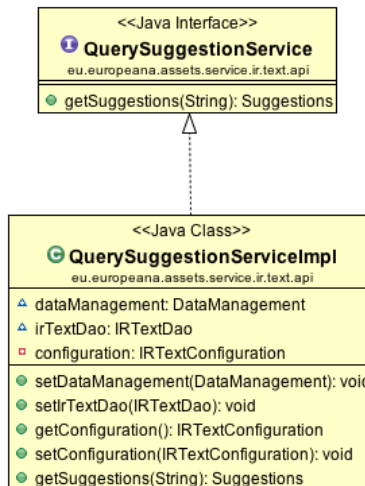 <<Java Interface>>
I QuerySuggestionService
eu.europeana.assets.service.ir.text.api
getSuggestions(String): Suggestions
<<Java Class>>
C QuerySuggestionServiceImpl
eu.europeana.assets.service.ir.text.api
dataManagement: DataManagement
irTextDao: IRTextDao
configuration: IRTextConfiguration
setDataManagement(DataManagement): void
setIrTextDao(IRTextDao): void
getConfiguration(): IRTextConfiguration
setConfiguration(IRTextConfiguration): void
getSuggestions(String): Suggestions